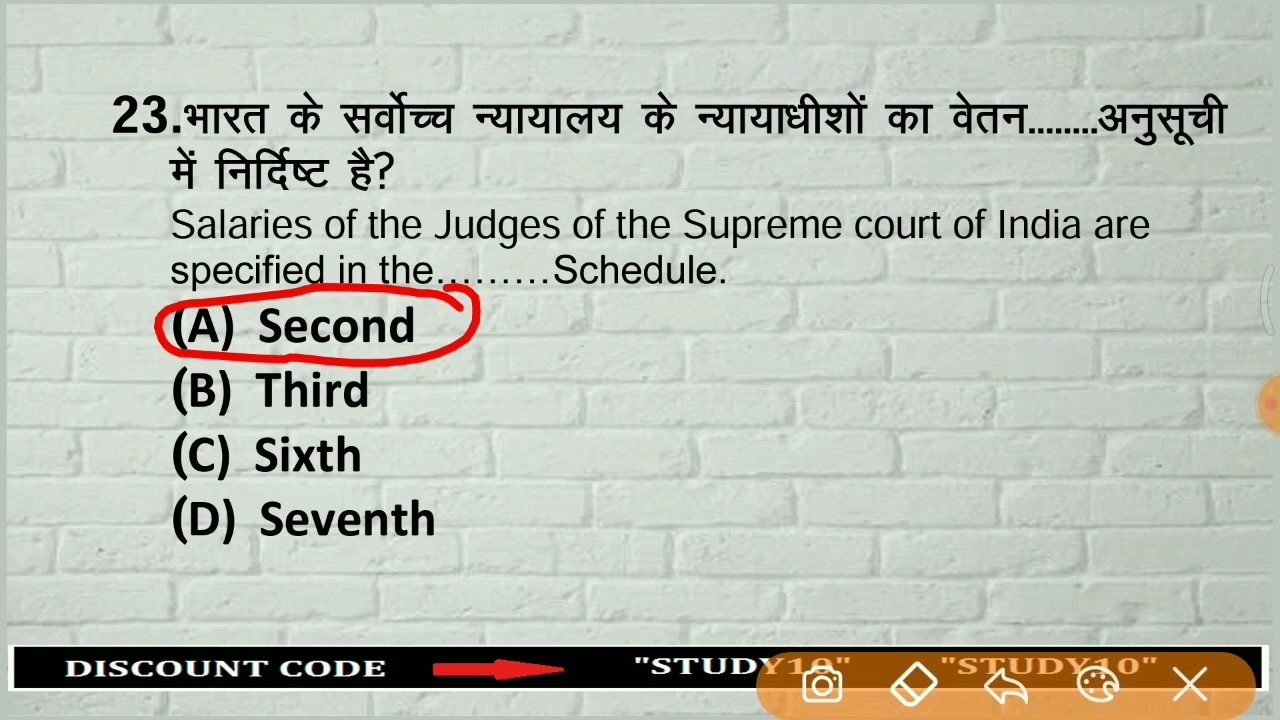 23.भारत के सर्वोच्च न्यायालय के न्यायाधीशों का वेतन........अनुसूची
में निर्दिष्ट है?
Salaries of the Judges of the Supreme court of India are
specified in the.........Schedule.
(A) Second
(B) Third
(C) Sixth
(D) Seventh
DISCOUNT CODE "STUDY10" "STUDY10"